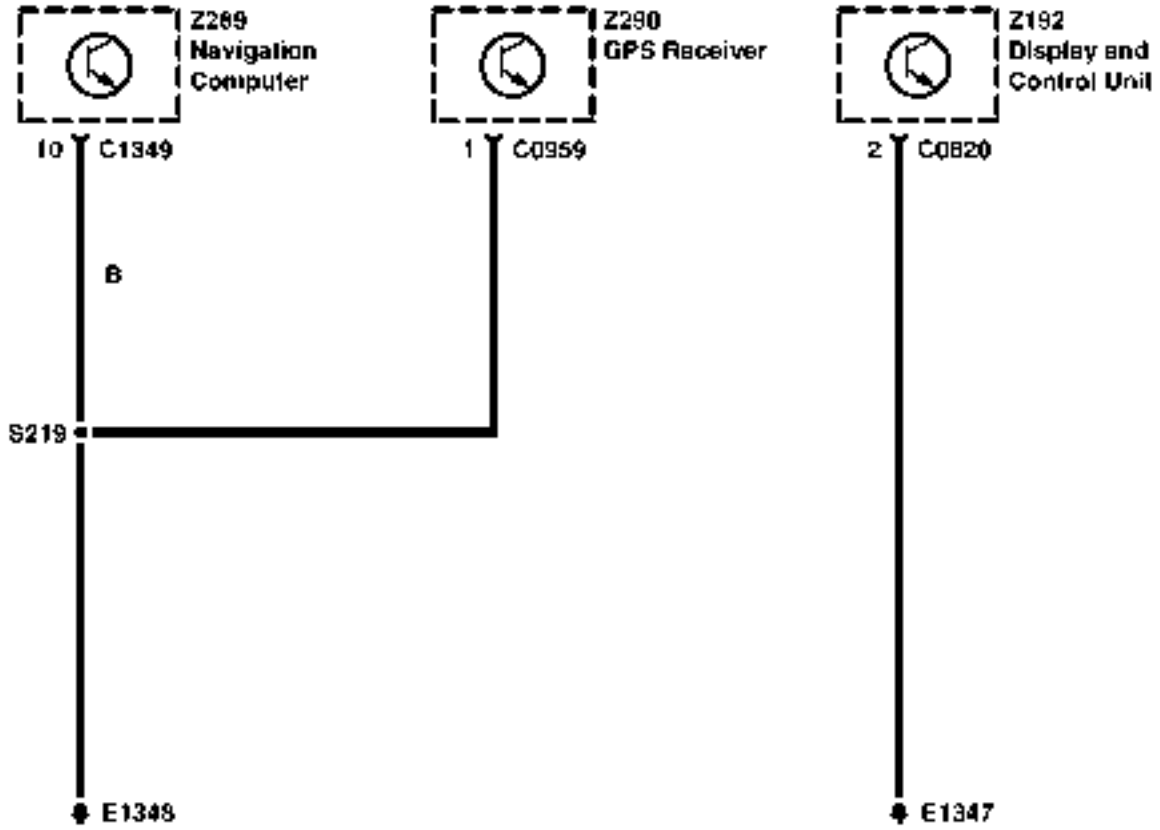 Z289
Navigation
Computer
Z290
GPS Receiver
Z192
Display and
Control Unit
10 C1349
1 C0959
2 C0820
B
S219
E1348
E1347